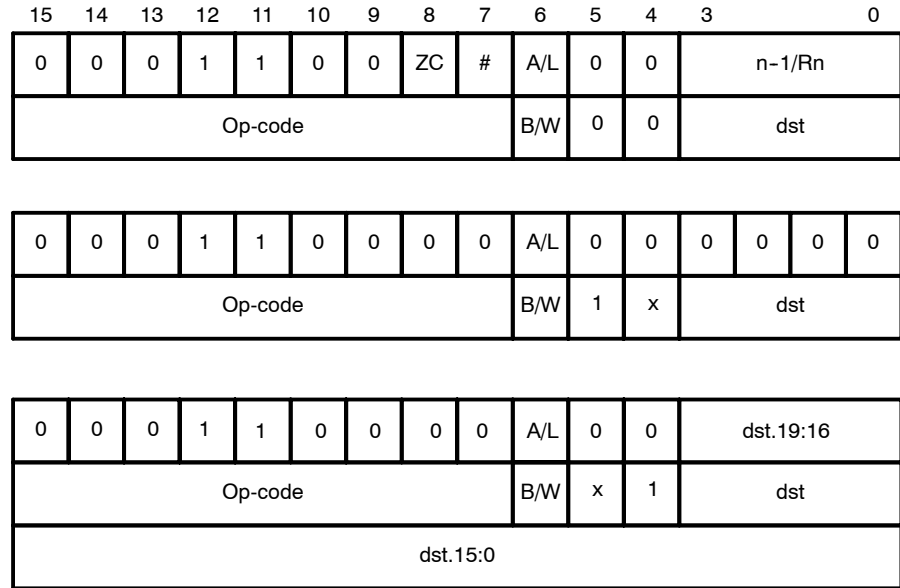 15 14 13 12 11 10 9 8 7 6 5 4 3 0
0 0 0 1 1 0 0 ZC # A/L 0 0 n-1/Rn
Op-code B/W 0 0 dst
0 0 0 1 1 0 0 0 0 A/L 0 0 0 0 0 0
Op-code B/W 1 x dst
0 0 0 1 1 0 0 0 0 A/L 0 0 dst.19:16
Op-code B/W x 1 dst
dst.15:0